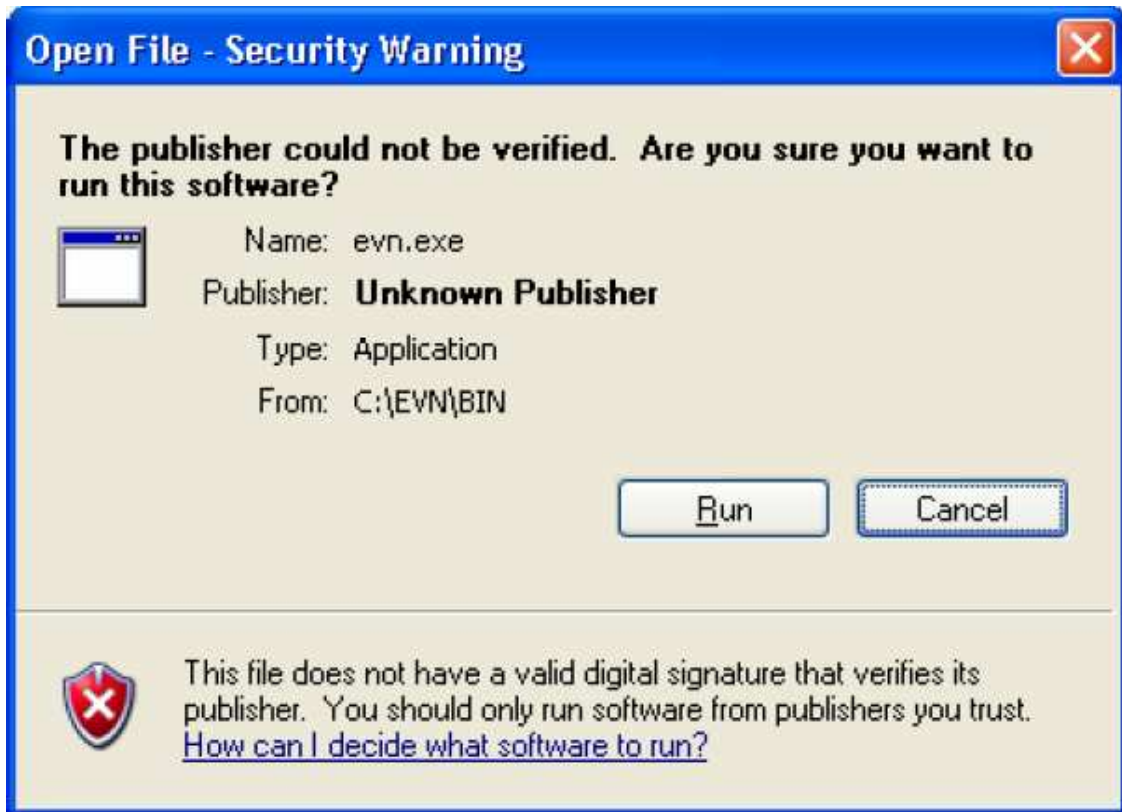 Open File - Security Warning
The publisher could not be verified. Are you sure you want to
run this software?
Name: evn.exe
Publisher: Unknown Publisher
Type: Application
From: C:\EVN\BIN
Run Cancel
This file does not have a valid digital signature that verifies its
publisher. You should only run software from publishers you trust.
How can I decide what software to run?